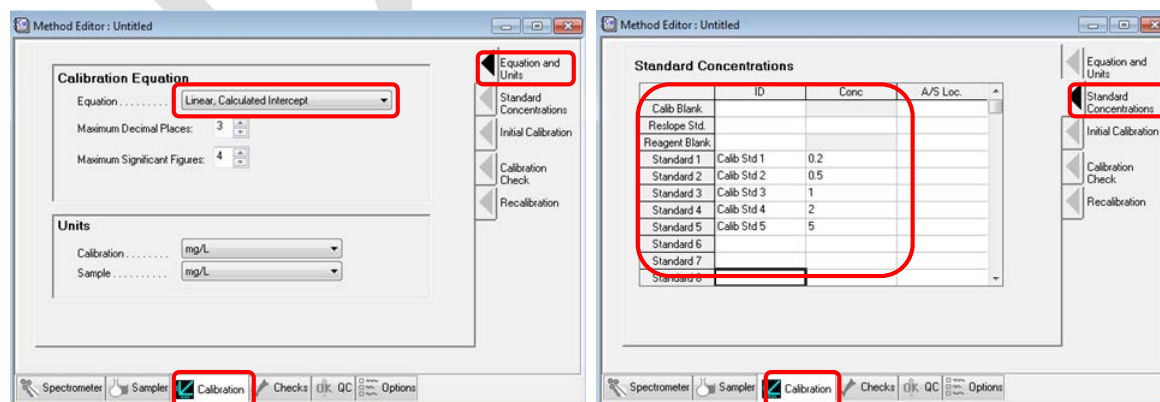 Method Editor : Untitled
Calibration Equation
Equation . . . . . . . . . Linear, Calculated Intercept
Maximum Decimal Places: 3
Maximum Significant Figures: 4
Units
Calibration . . . . . . . . mg/L
Sample . . . . . . . . . . mg/L
Equation and
Units
Standard
Concentrations
Initial Calibration
Calibration
Check
Recalibration
Spectrometer Sampler Calibration Checks QC Options
Method Editor : Untitled
Standard Concentrations
ID Conc A/S Loc.
Calib Blank
Reslope Std.
Reagent Blank
Standard 1 Calib Std 1 0.2
Standard 2 Calib Std 2 0.5
Standard 3 Calib Std 3 1
Standard 4 Calib Std 4 2
Standard 5 Calib Std 5 5
Standard 6
Standard 7
Standard 8
Equation and
Units
Standard
Concentrations
Initial Calibration
Calibration
Check
Recalibration
Spectrometer Sampler Calibration Checks QC Options